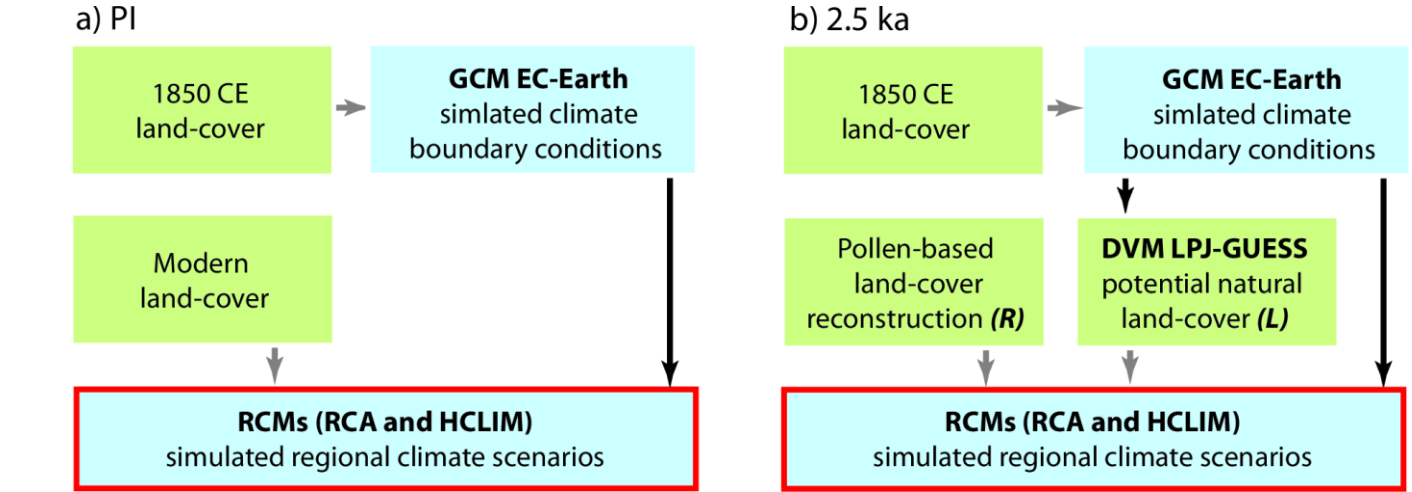 a) PI
1850 CE
land-cover
GCM EC-Earth
simlated climate
boundary conditions
Modern
land-cover
RCMs (RCA and HCLIM)
simulated regional climate scenarios
b) 2.5 ka
1850 CE
land-cover
GCM EC-Earth
simlated climate
boundary conditions
Pollen-based
land-cover
reconstruction (R)
DVM LPJ-GUESS
potential natural
land-cover (L)
RCMs (RCA and HCLIM)
simulated regional climate scenarios